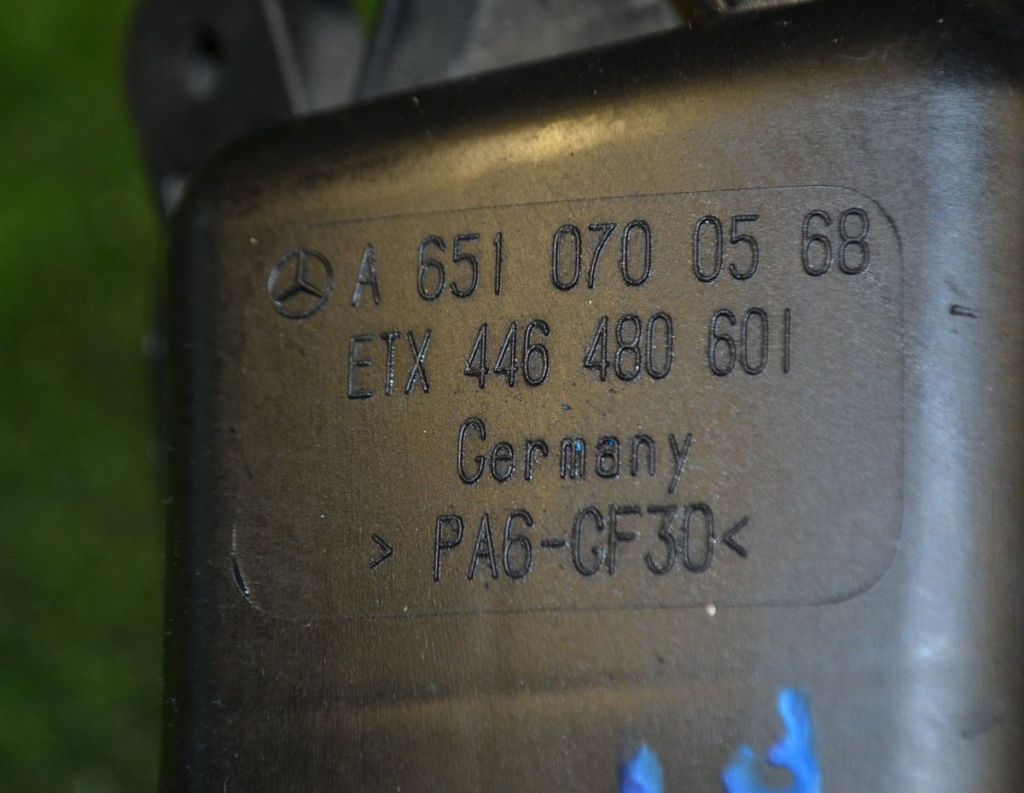 A 651 070 05 68
ETX 446 480 601
Germany
>PA6-CF30<